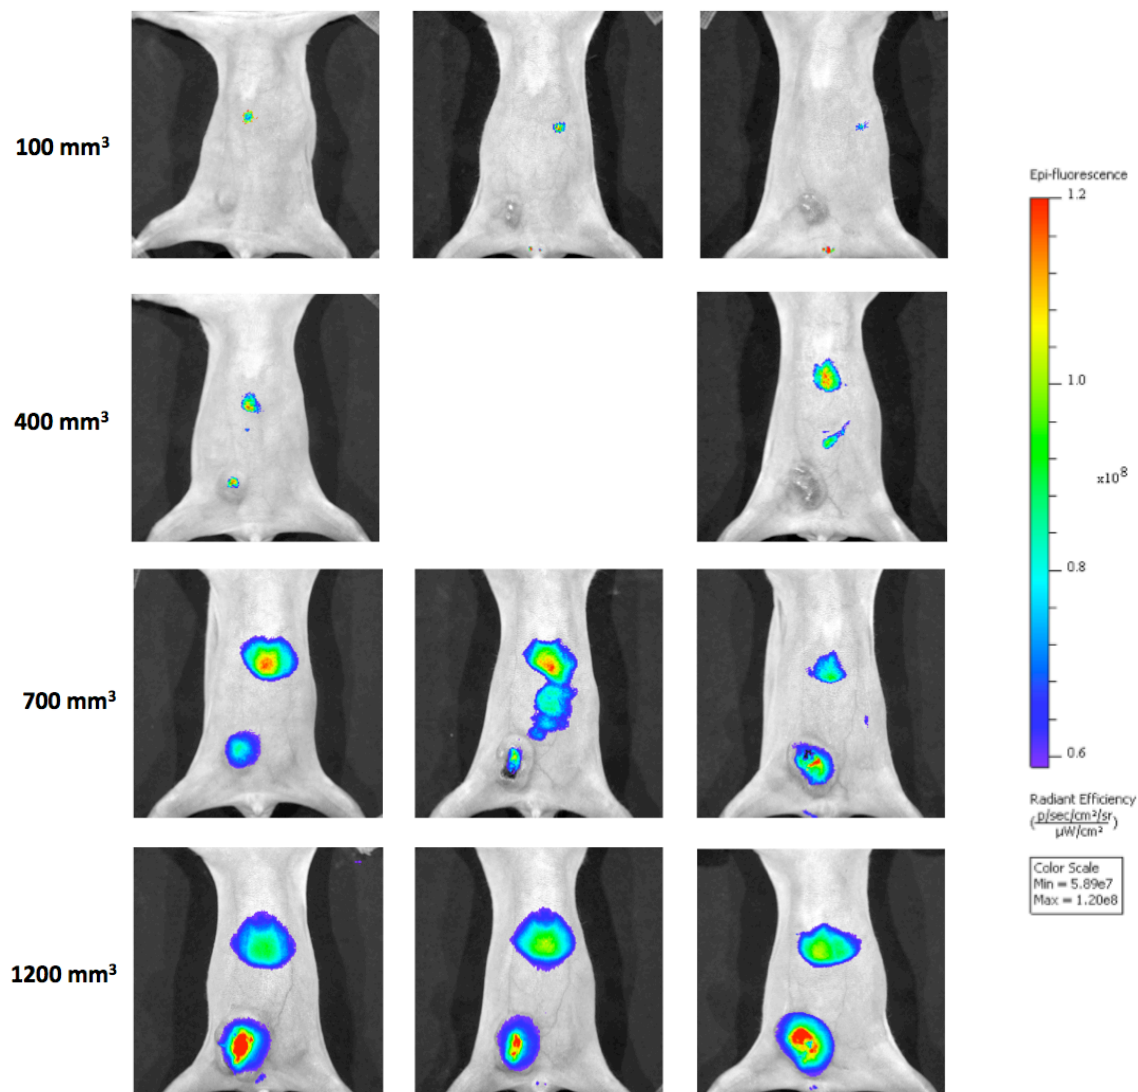 100 mm³
400 mm³
700 mm³
1200 mm³
Epi-fluorescence
1.2
1.0
x10⁸
0.8
0.6
Radiant Efficiency
(p/sec/cm²/sr
µW/cm²)
Color Scale
Min = 5.89e7
Max = 1.20e8